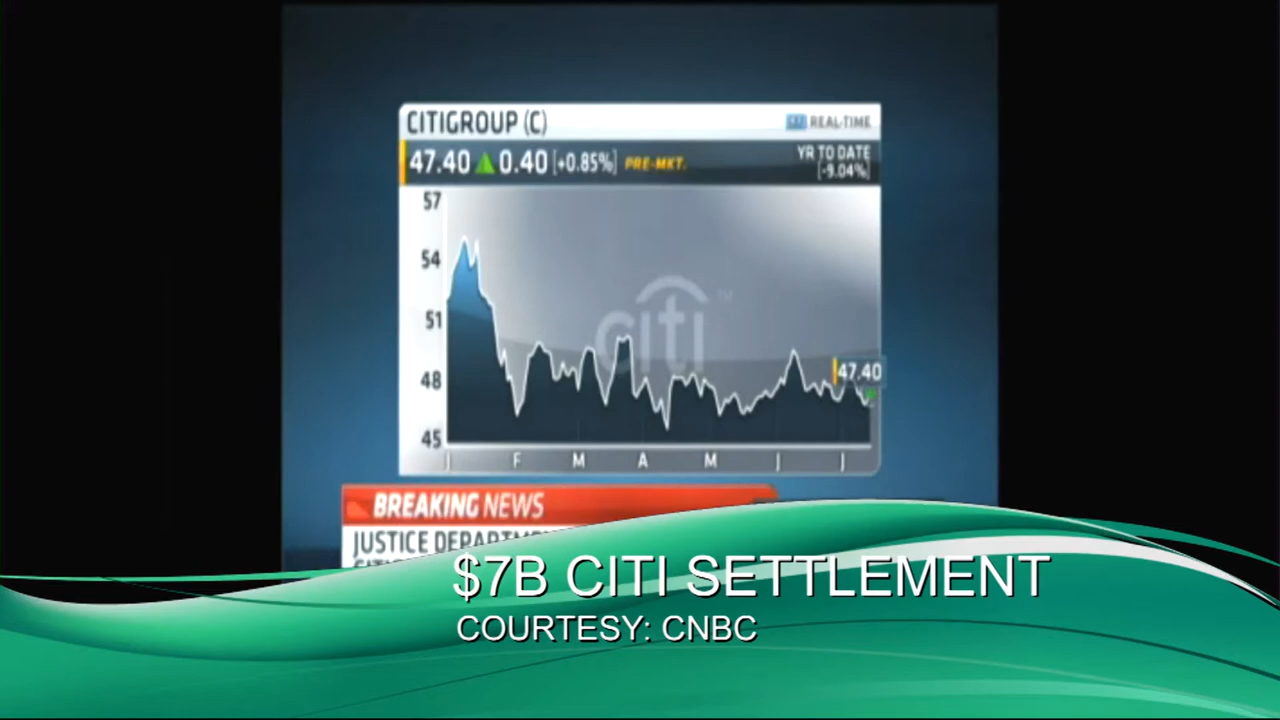 CITIGROUP (C)
REAL-TIME
47.40 ▲ 0.40 [+0.85%] PRE-MKT.
YR TO DATE
[-9.04%]
57
54
51
48
45
citi™
47.40
J F M A M J J
BREAKING NEWS
JUSTICE
$7B CITI SETTLEMENT
COURTESY: CNBC